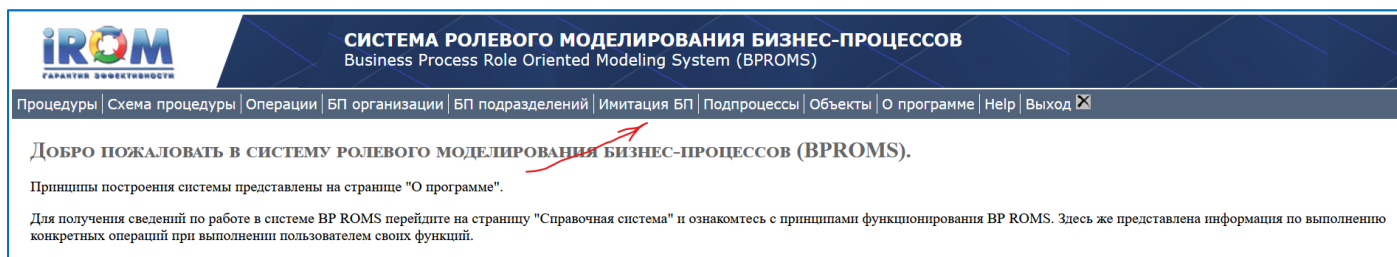 iROM
ГАРАНТИЯ ЭФФЕКТИВНОСТИ
СИСТЕМА РОЛЕВОГО МОДЕЛИРОВАНИЯ БИЗНЕС-ПРОЦЕССОВ
Business Process Role Oriented Modeling System (BPROMS)
Процедуры Схема процедуры Операции БП организации БП подразделений Имитация БП Подпроцессы Объекты О программе Help Выход
Добро пожаловать в систему ролевого моделирования бизнес-процессов (BPROMS).
Принципы построения системы представлены на странице "О программе".
Для получения сведений по работе в системе BP ROMS перейдите на страницу "Справочная система" и ознакомтесь с принципами функционирования BP ROMS. Здесь же представлена информация по выполнению
конкретных операций при выполнении пользователем своих функций.